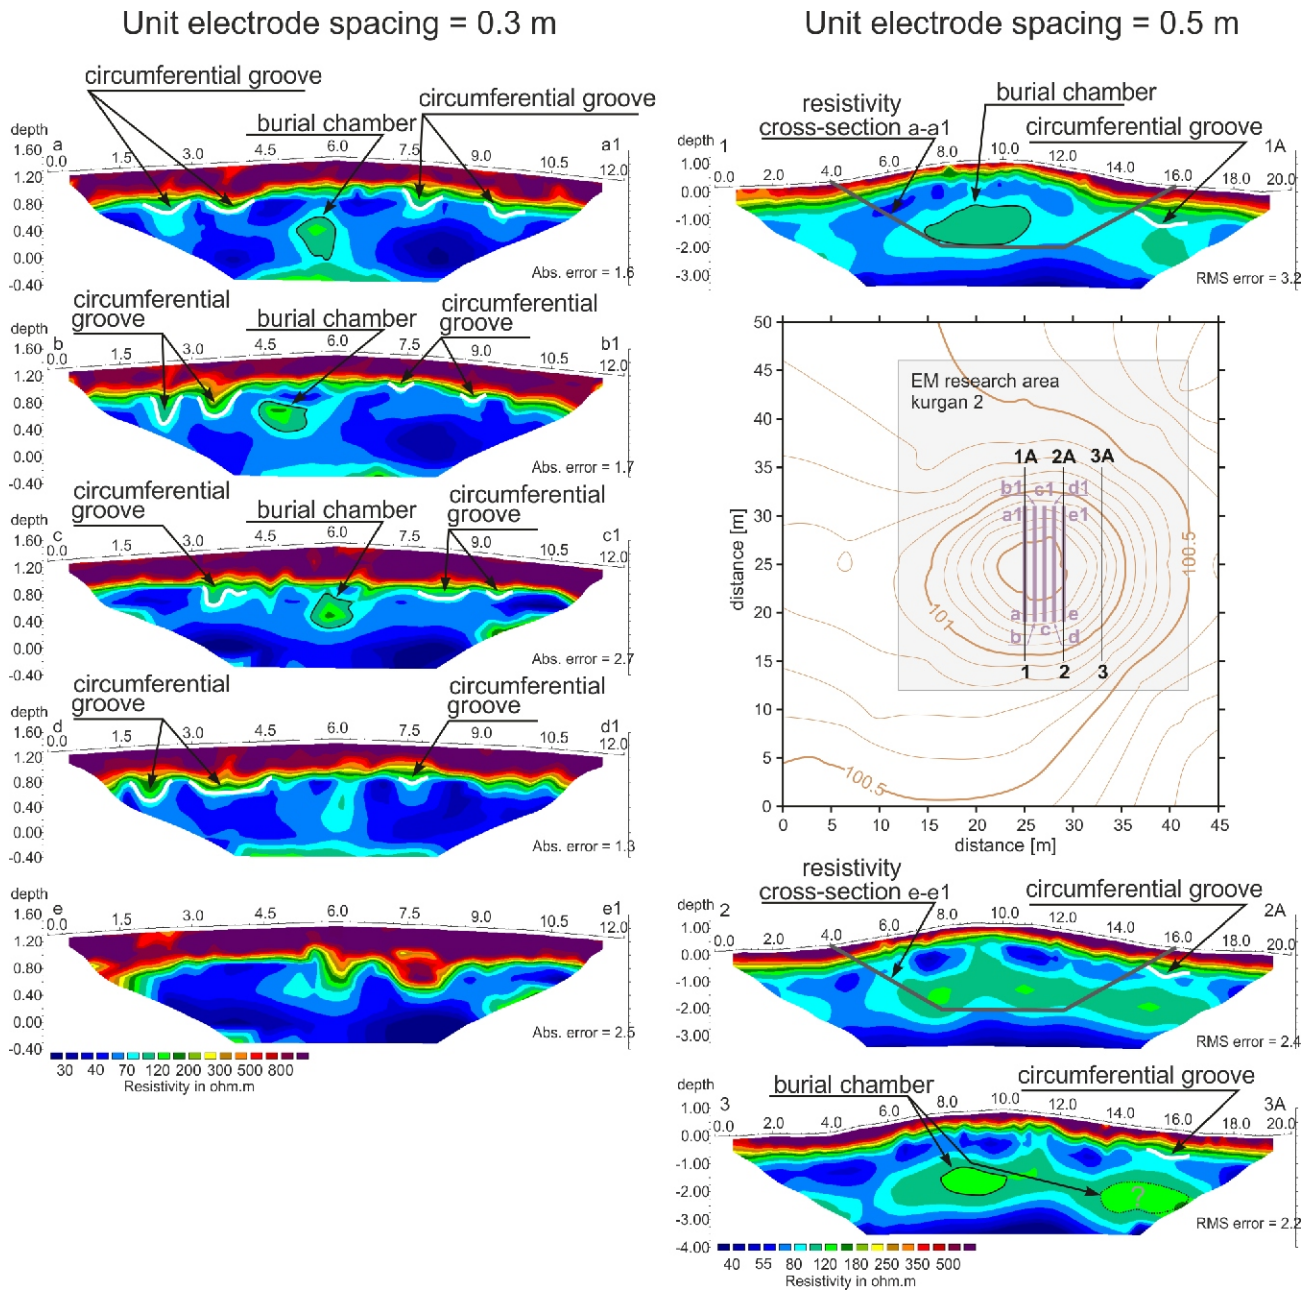 Unit electrode spacing = 0.3 m
circumferential groove
circumferential groove
burial chamber
depth
a
a1
1.60
1.20
0.80
0.40
0.00
-0.40
0.0 1.5 3.0 4.5 6.0 7.5 9.0 10.5 12.0
Abs. error = 1.6
circumferential
groove
burial chamber
circumferential
groove
depth
b
b1
1.60
1.20
0.80
0.40
0.00
-0.40
0.0 1.5 3.0 4.5 6.0 7.5 9.0 10.5 12.0
Abs. error = 1.7
circumferential
groove
burial chamber
circumferential
groove
depth
c
c1
1.60
1.20
0.80
0.40
0.00
-0.40
0.0 1.5 3.0 4.5 6.0 7.5 9.0 10.5 12.0
Abs. error = 2.7
circumferential
groove
circumferential
groove
depth
d
d1
1.60
1.20
0.80
0.40
0.00
-0.40
0.0 1.5 3.0 4.5 6.0 7.5 9.0 10.5 12.0
Abs. error = 1.3
depth
e
e1
1.60
1.20
0.80
0.40
0.00
-0.40
0.0 1.5 3.0 4.5 6.0 7.5 9.0 10.5 12.0
Abs. error = 2.5
30 40 70 120 200 300 500 800
Resistivity in ohm.m
Unit electrode spacing = 0.5 m
resistivity
cross-section a-a1
burial chamber
circumferential groove
depth
1
1A
1.00
0.00
-1.00
-2.00
-3.00
0.0 2.0 4.0 6.0 8.0 10.0 12.0 14.0 16.0 18.0 20.0
RMS error = 3.2
EM research area
kurgan 2
1A 2A 3A
b1 c1 d1
a1 e1
a e
b c d
1 2 3
101
100.5
100.5
50
45
40
35
30
25
20
15
10
5
0
distance [m]
0 5 10 15 20 25 30 35 40 45
distance [m]
resistivity
cross-section e-e1
circumferential groove
depth
2
2A
1.00
0.00
-1.00
-2.00
-3.00
0.0 2.0 4.0 6.0 8.0 10.0 12.0 14.0 16.0 18.0 20.0
RMS error = 2.4
burial chamber
circumferential groove
depth
3
3A
1.00
0.00
-1.00
-2.00
-3.00
-4.00
0.0 2.0 4.0 6.0 8.0 10.0 12.0 14.0 16.0 18.0 20.0
?
RMS error = 2.2
40 55 80 120 180 250 350 500
Resistivity in ohm.m